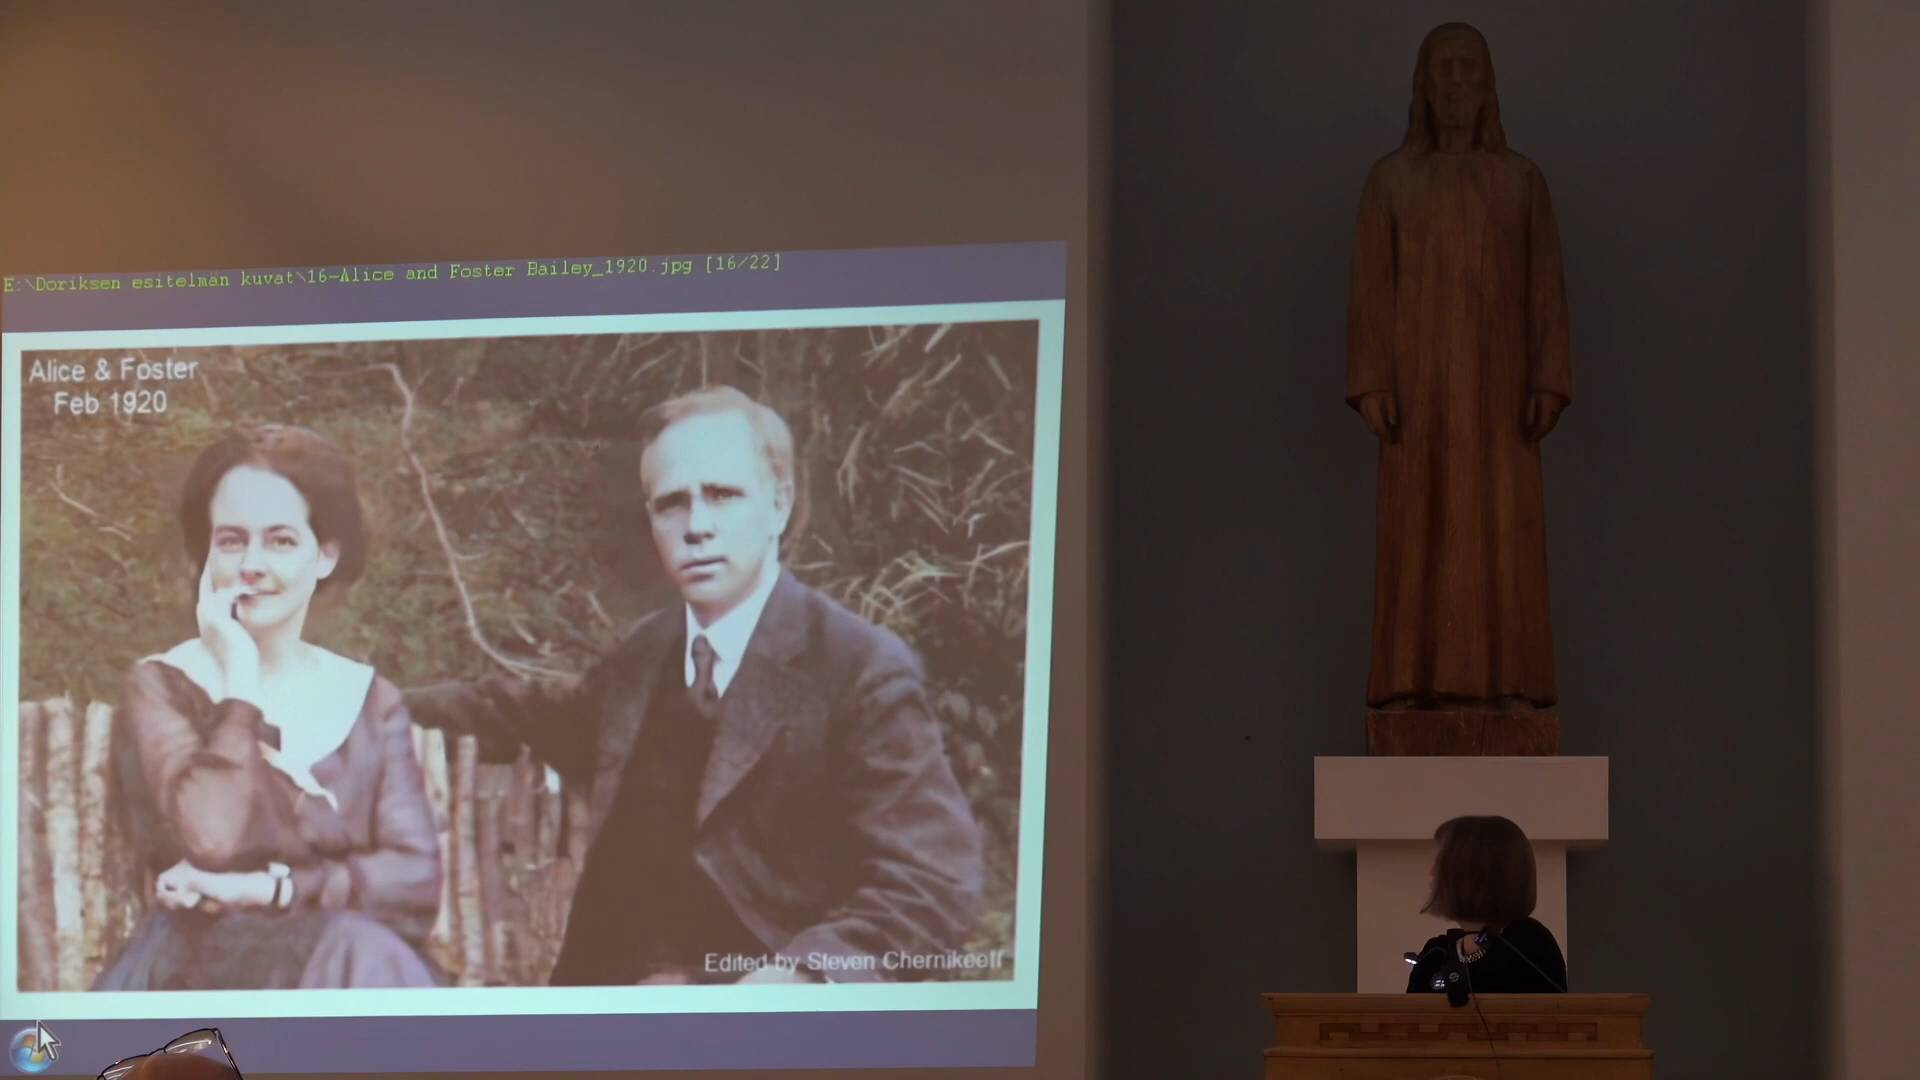 E:\Doriksen esitelmän kuvat\16-Alice and Foster Bailey_1920.jpg [16/22]
Alice & Foster
Feb 1920
Edited by Steven Chernikeeff